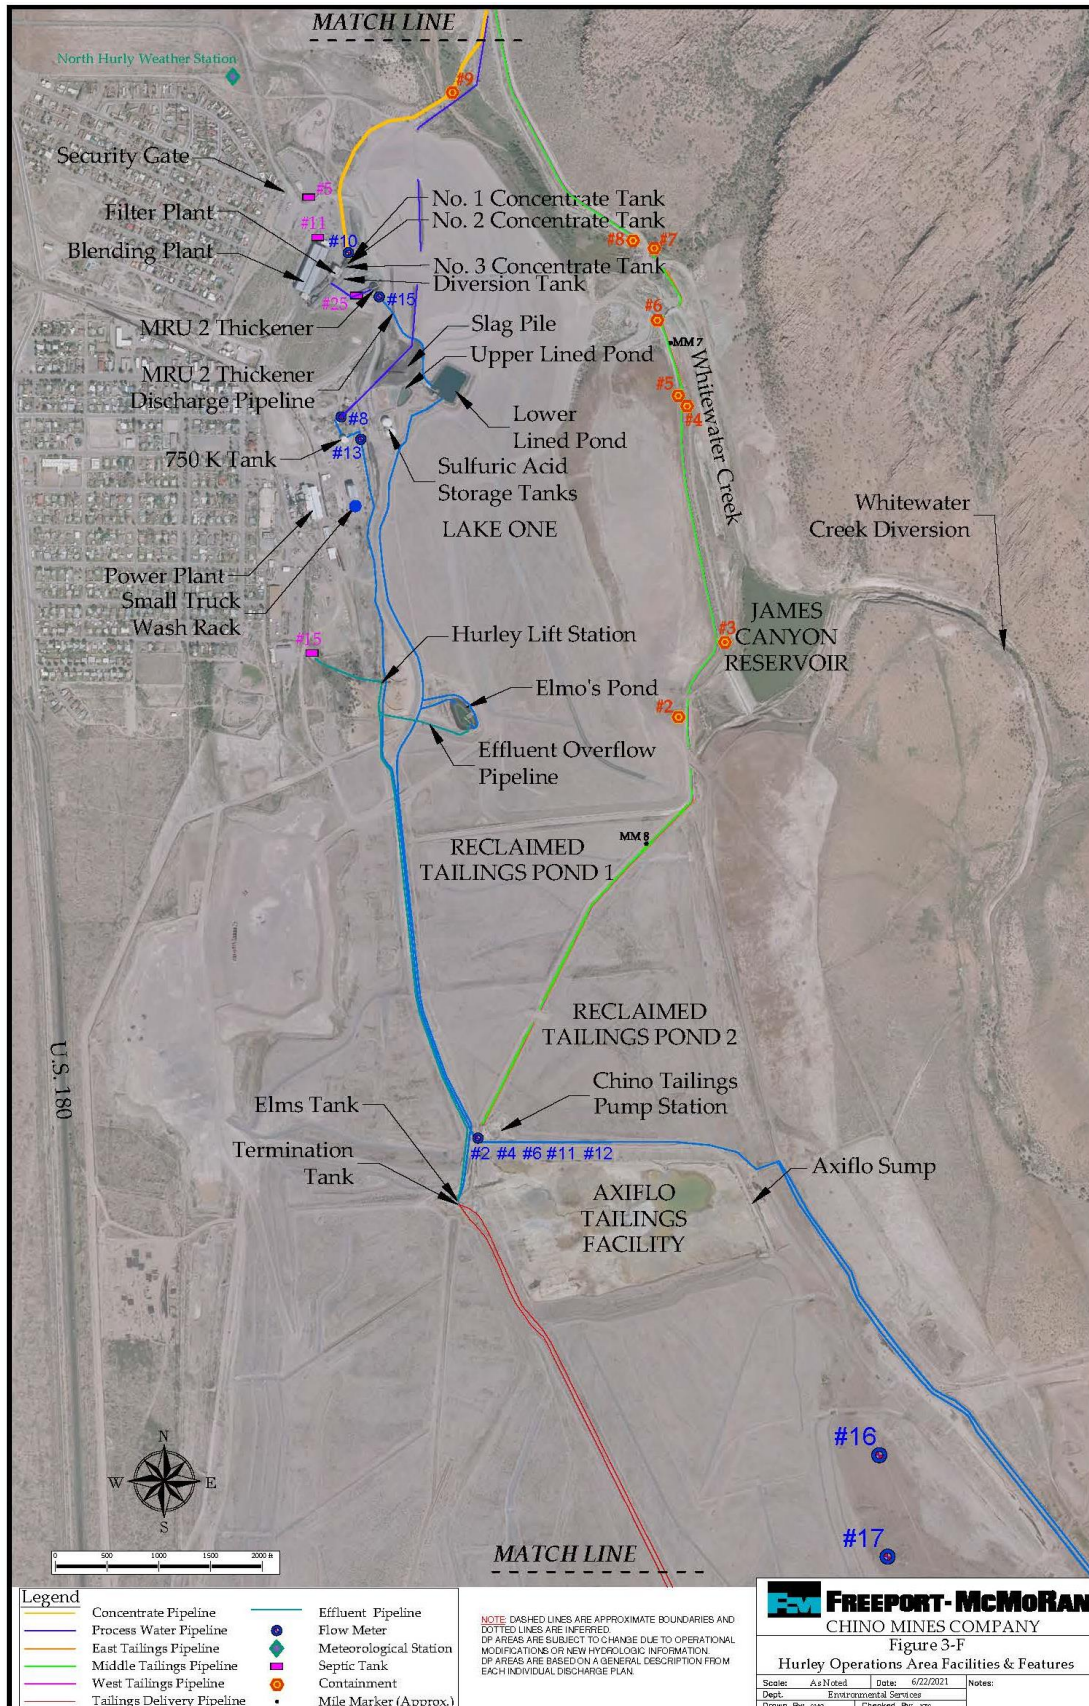 MATCH LINE
North Hurly Weather Station
#9
Security Gate
#5
No. 1 Concentrate Tank
Filter Plant
No. 2 Concentrate Tank
#11
#10
#8
#7
Blending Plant
No. 3 Concentrate Tank
Diversion Tank
#25
#15
#6
MRU 2 Thickener
Slag Pile
MM 7
Upper Lined Pond
Whitewater Creek
MRU 2 Thickener
Discharge Pipeline
#5
#4
#8
Lower
Lined Pond
750 K Tank
#13
Sulfuric Acid
Storage Tanks
Whitewater
Creek Diversion
LAKE ONE
Power Plant
Small Truck
Wash Rack
JAMES
CANYON
RESERVOIR
#3
#15
Hurley Lift Station
Elmo's Pond
#2
Effluent Overflow
Pipeline
MM 8
RECLAIMED
TAILINGS POND 1
RECLAIMED
TAILINGS POND 2
U.S. 180
Chino Tailings
Pump Station
Elms Tank
#2 #4 #6 #11 #12
Termination
Tank
Axiflo Sump
AXIFLO
TAILINGS
FACILITY
#16
N
W E
S
#17
0 500 1000 1500 2000 ft
MATCH LINE
Legend
Concentrate Pipeline
Process Water Pipeline
East Tailings Pipeline
Middle Tailings Pipeline
West Tailings Pipeline
Tailings Delivery Pipeline
Effluent Pipeline
Flow Meter
Meteorological Station
Septic Tank
Containment
Mile Marker (Approx.)
NOTE: DASHED LINES ARE APPROXIMATE BOUNDARIES AND
DOTTED LINES ARE INFERRED.
DP AREAS ARE SUBJECT TO CHANGE DUE TO OPERATIONAL
MODIFICATIONS OR NEW HYDROLOGIC INFORMATION.
DP AREAS ARE BASED ON A GENERAL DESCRIPTION FROM
EACH INDIVIDUAL DISCHARGE PLAN.
FREEPORT-MCMORAN
CHINO MINES COMPANY
Figure 3-F
Hurley Operations Area Facilities & Features
Scale: As Noted Date: 6/22/2021 Notes:
Dept. Environmental Services